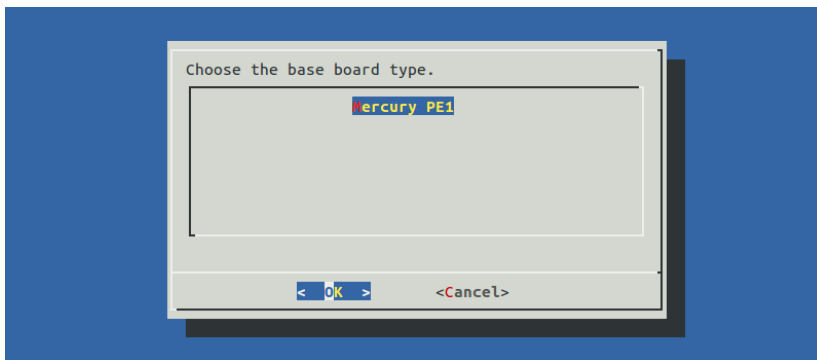 Choose the base board type.
Mercury PE1
< OK > <Cancel>